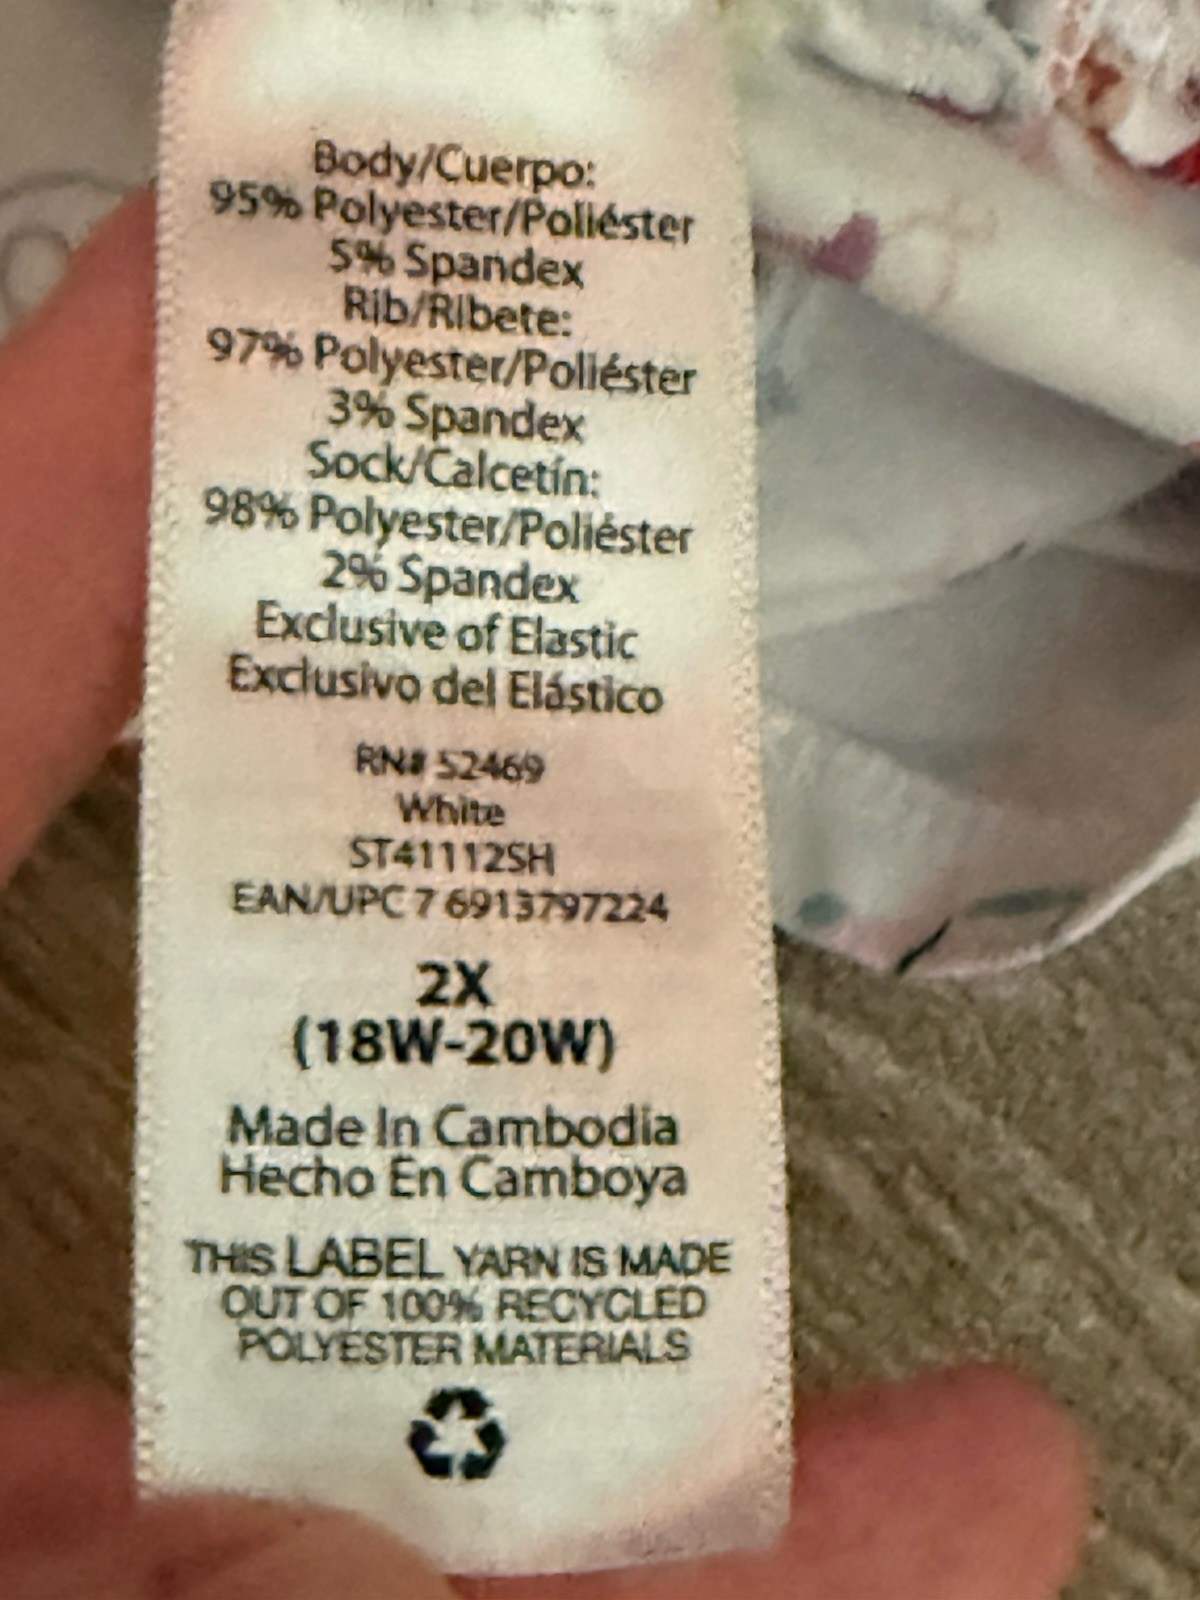 Body/Cuerpo:
95% Polyester/Poliéster
5% Spandex
Rib/Ribete:
97% Polyester/Poliéster
3% Spandex
Sock/Calcetín:
98% Polyester/Poliéster
2% Spandex
Exclusive of Elastic
Exclusivo del Elástico
RN# 52469
White
ST41112SH
EAN/UPC 7 6913797224
2X
(18W-20W)
Made In Cambodia
Hecho En Camboya
THIS LABEL YARN IS MADE
OUT OF 100% RECYCLED
POLYESTER MATERIALS